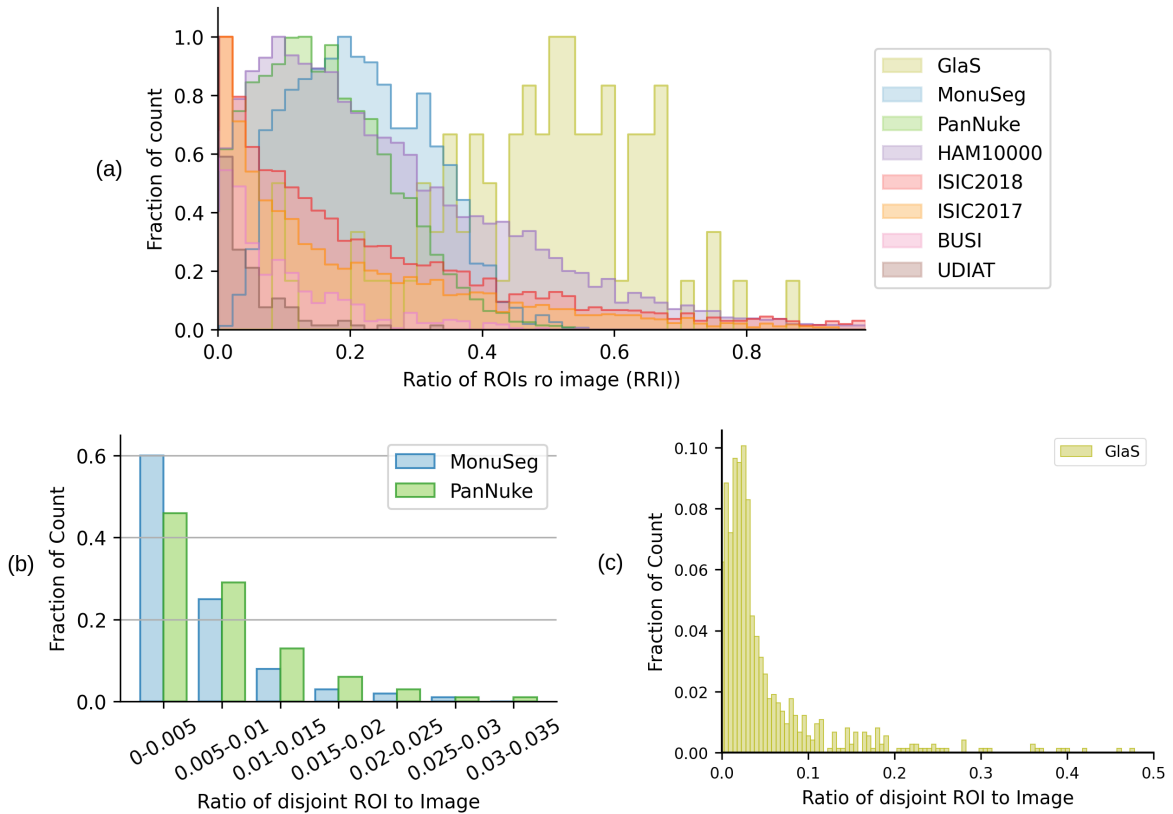 (a)
Fraction of count
1.0
0.8
0.6
0.4
0.2
0.0
0.0 0.2 0.4 0.6 0.8
Ratio of ROIs ro image (RRI))
GlaS
MonuSeg
PanNuke
HAM10000
ISIC2018
ISIC2017
BUSI
UDIAT
(b)
Fraction of Count
0.6
0.4
0.2
0.0
MonuSeg
PanNuke
0-0.005 0.005-0.01 0.01-0.015 0.015-0.02 0.02-0.025 0.025-0.03 0.03-0.035
Ratio of disjoint ROI to Image
(c)
Fraction of Count
0.10
0.08
0.06
0.04
0.02
0.00
GlaS
0.0 0.1 0.2 0.3 0.4 0.5
Ratio of disjoint ROI to Image